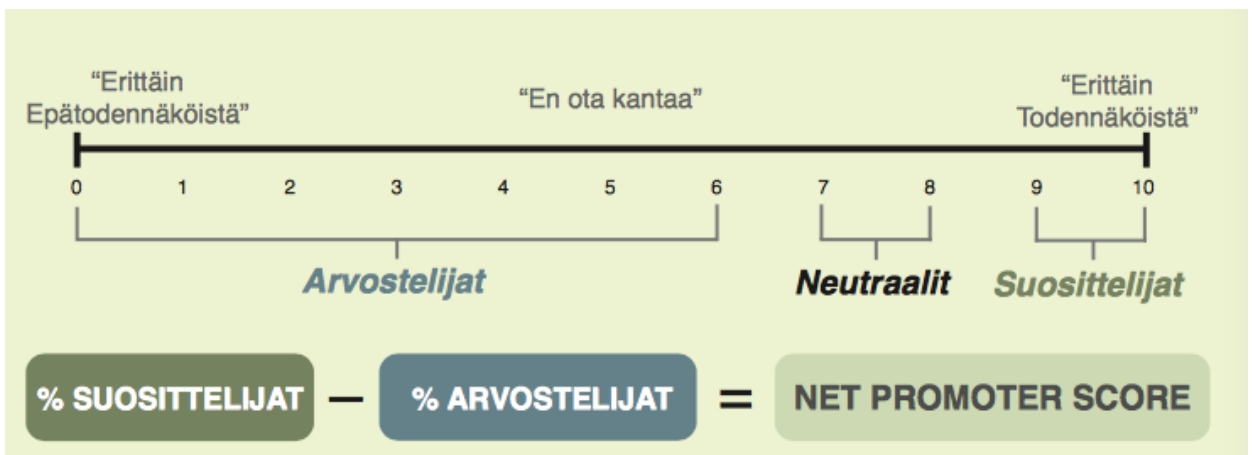 “Erittäin
Epätodennäköistä”
“En ota kantaa”
“Erittäin
Todennäköistä”
0 1 2 3 4 5 6 7 8 9 10
Arvostelijat Neutraalit Suosittelijat
% SUOSITTELIJAT – % ARVOSTELIJAT = NET PROMOTER SCORE